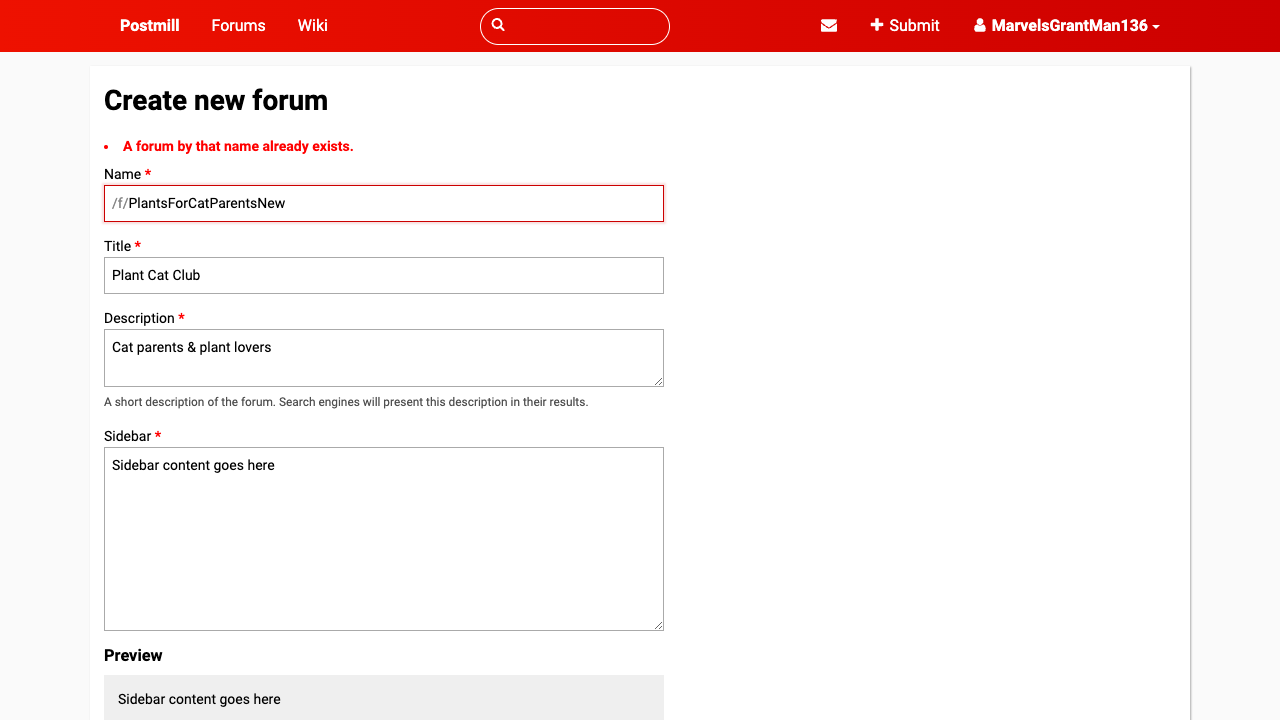 Postmill Forums Wiki Submit MarvelsGrantMan136
Create new forum
A forum by that name already exists.
Name *
/f/PlantsForCatParentsNew
Title *
Plant Cat Club
Description *
Cat parents & plant lovers
A short description of the forum. Search engines will present this description in their results.
Sidebar *
Sidebar content goes here
Preview
Sidebar content goes here